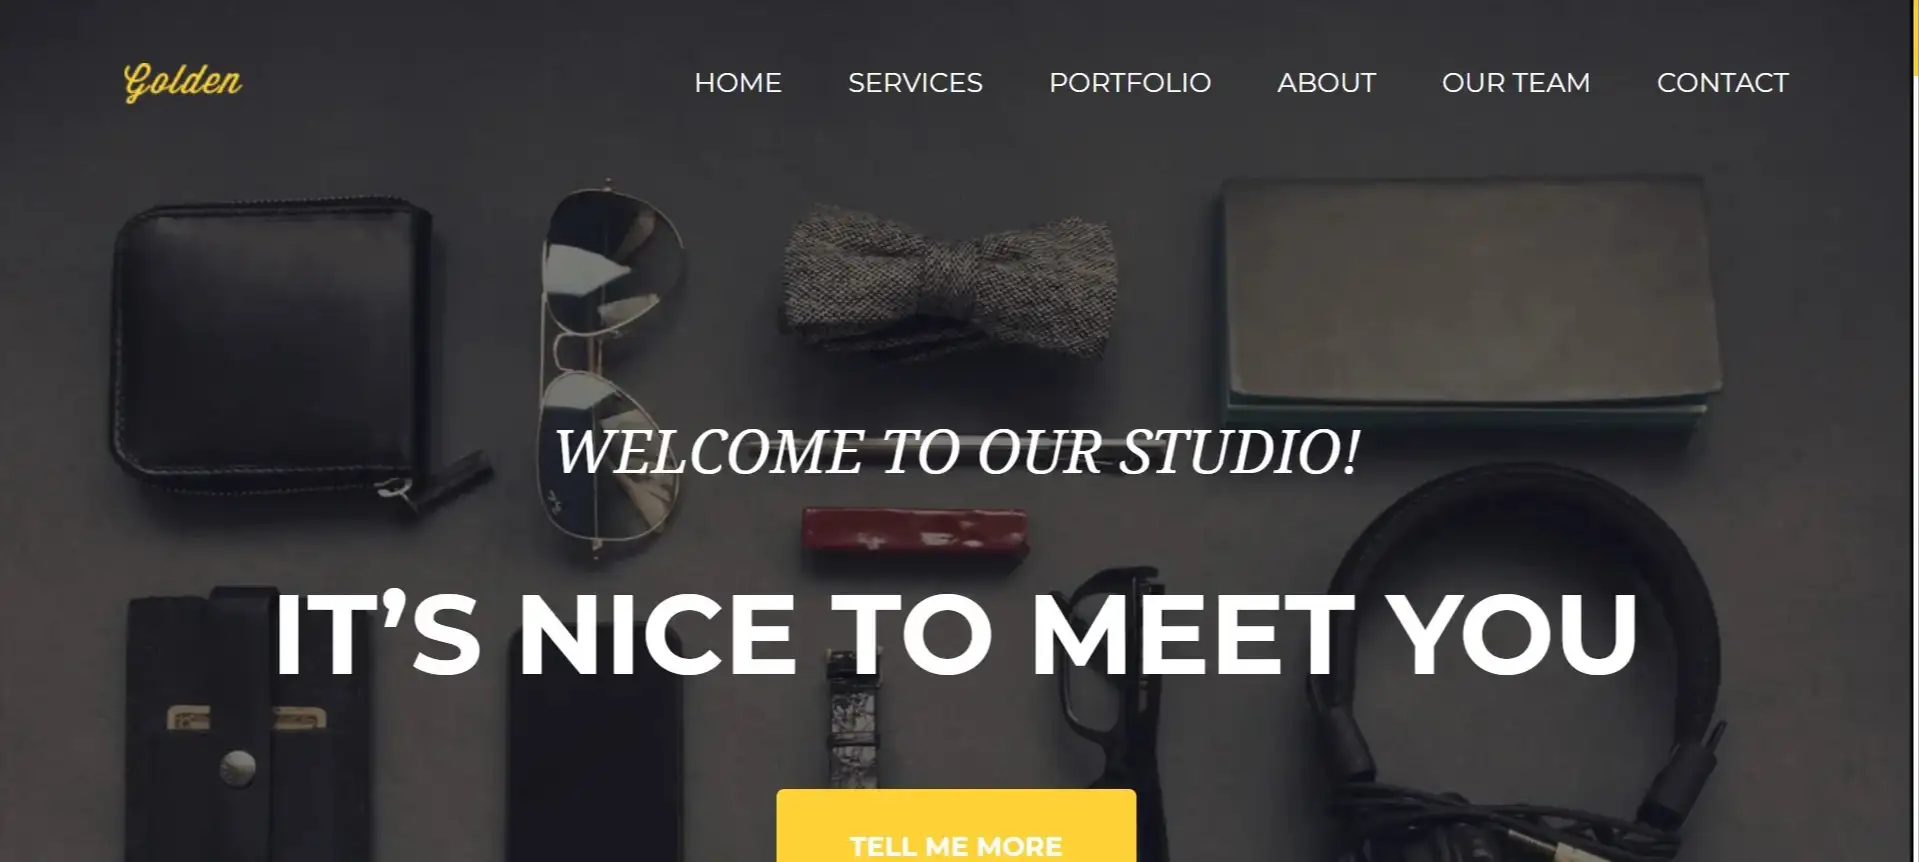 Golden
HOME SERVICES PORTFOLIO ABOUT OUR TEAM CONTACT
WELCOME TO OUR STUDIO!
IT’S NICE TO MEET YOU
TELL ME MORE